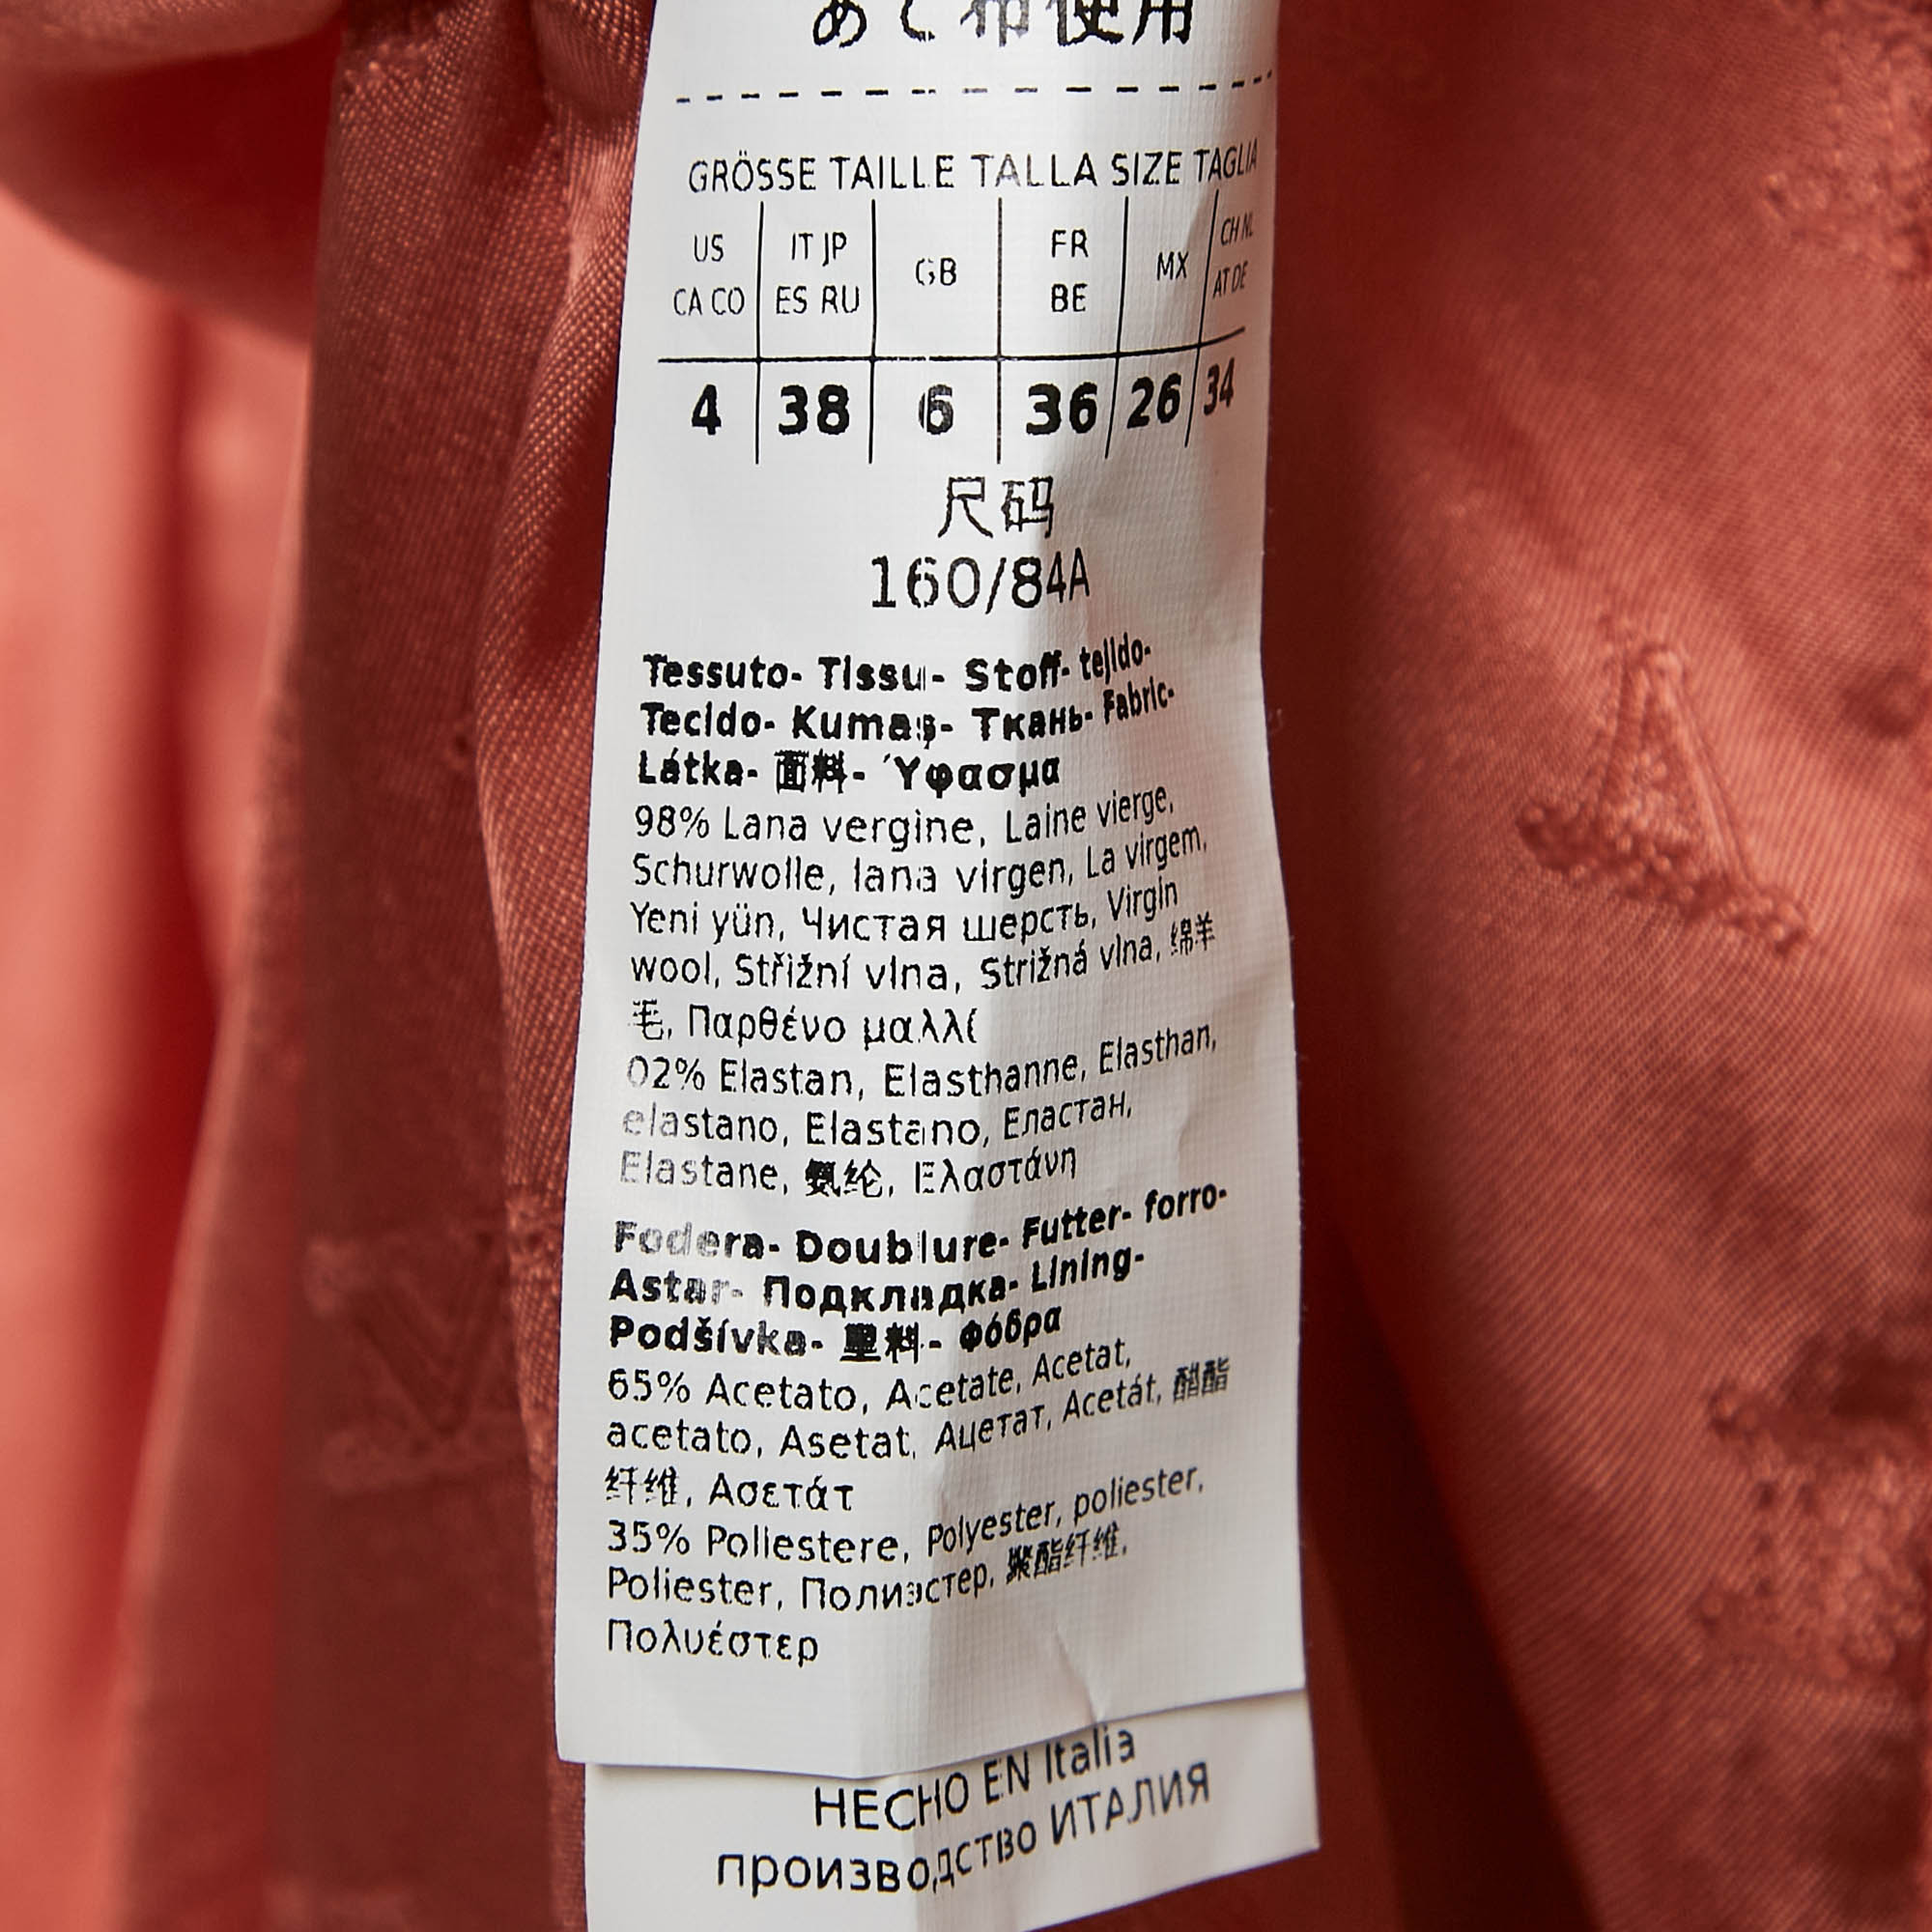 あて布使用
GRÖSSE TAILLE TALLA SIZE TAGLIA
US CA CO | IT JP ES RU | GB | FR BE | MX | CH NL AT DE
4 | 38 | 6 | 36 | 26 | 34
尺码
160/84A
Tessuto- Tissu- Stoff- tejido-
Tecido- Kumaş- Ткань- Fabric-
Látka- 面料- Ύφασμα
98% Lana vergine, Laine vierge,
Schurwolle, lana virgen, La virgem,
Yeni yün, Чистая шерсть, Virgin
wool, Střižní vlna, Strižná vlna, 绵羊
毛, Παρθένο μαλλί
02% Elastan, Elasthanne, Elasthan,
elastano, Elastano, Еластан,
Elastane, 氨纶, Ελαστάνη
Fodera- Doublure- Futter- forro-
Astar- Подкладка- Lining-
Podšívka- 里料- Φόδρα
65% Acetato, Acetate, Acetat,
acetato, Asetat, Ацетат, Acetát, 醋酯
纤维, Ασετάτ
35% Poliestere, Polyester, poliester,
Poliester, Полиэстер, 聚酯纤维,
Πολυέστερ
HECHO EN Italia
производство ИТАЛИЯ